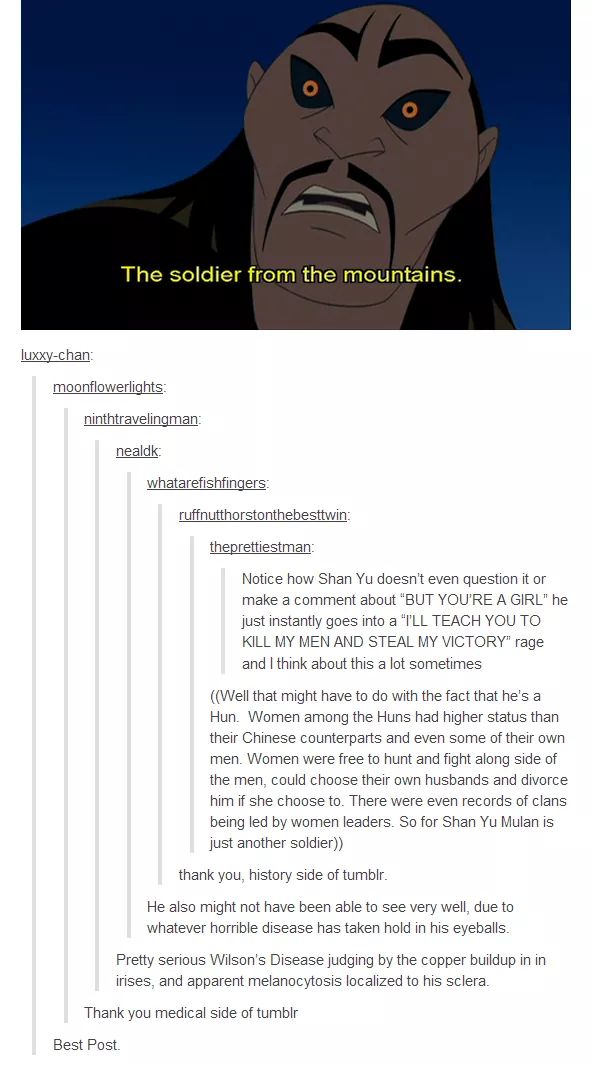 The soldier from the mountains.
luxxy-chan:
moonflowerlights:
ninthtravelingman:
nealdk:
whatarefishfingers:
ruffnutthorstonthebesttwin:
theprettiestman:
Notice how Shan Yu doesn't even question it or
make a comment about "BUT YOU'RE A GIRL" he
just instantly goes into a "I'LL TEACH YOU TO
KILL MY MEN AND STEAL MY VICTORY" rage
and I think about this a lot sometimes
((Well that might have to do with the fact that he's a
Hun. Women among the Huns had higher status than
their Chinese counterparts and even some of their own
men. Women were free to hunt and fight along side of
the men, could choose their own husbands and divorce
him if she choose to. There were even records of clans
being led by women leaders. So for Shan Yu Mulan is
just another soldier))
thank you, history side of tumblr.
He also might not have been able to see very well, due to
whatever horrible disease has taken hold in his eyeballs.
Pretty serious Wilson's Disease judging by the copper buildup in in
irises, and apparent melanocytosis localized to his sclera.
Thank you medical side of tumblr
Best Post.